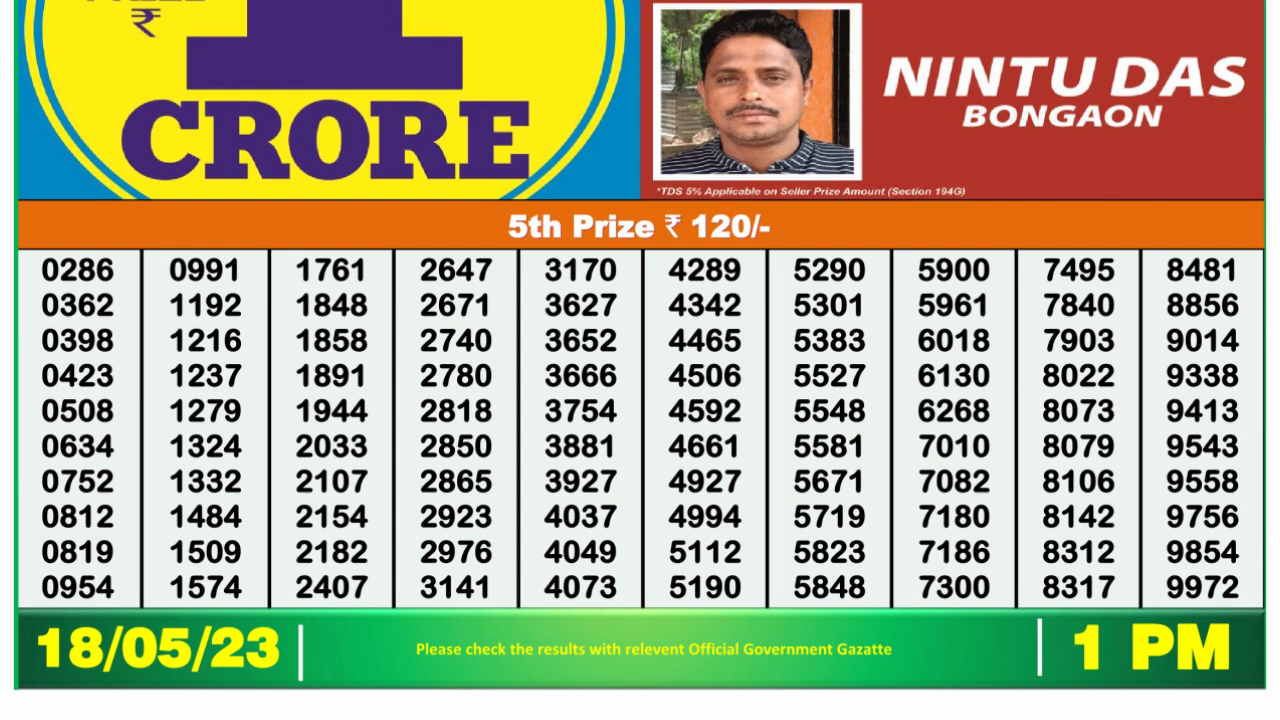 ₹
CRORE
NINTU DAS
BONGAON
*TDS 5% Applicable on Seller Prize Amount (Section 194G)
5th Prize ₹ 120/-
0286 0991 1761 2647 3170 4289 5290 5900 7495 8481
0362 1192 1848 2671 3627 4342 5301 5961 7840 8856
0398 1216 1858 2740 3652 4465 5383 6018 7903 9014
0423 1237 1891 2780 3666 4506 5527 6130 8022 9338
0508 1279 1944 2818 3754 4592 5548 6268 8073 9413
0634 1324 2033 2850 3881 4661 5581 7010 8079 9543
0752 1332 2107 2865 3927 4927 5671 7082 8106 9558
0812 1484 2154 2923 4037 4994 5719 7180 8142 9756
0819 1509 2182 2976 4049 5112 5823 7186 8312 9854
0954 1574 2407 3141 4073 5190 5848 7300 8317 9972
18/05/23
Please check the results with relevent Official Government Gazatte
1 PM